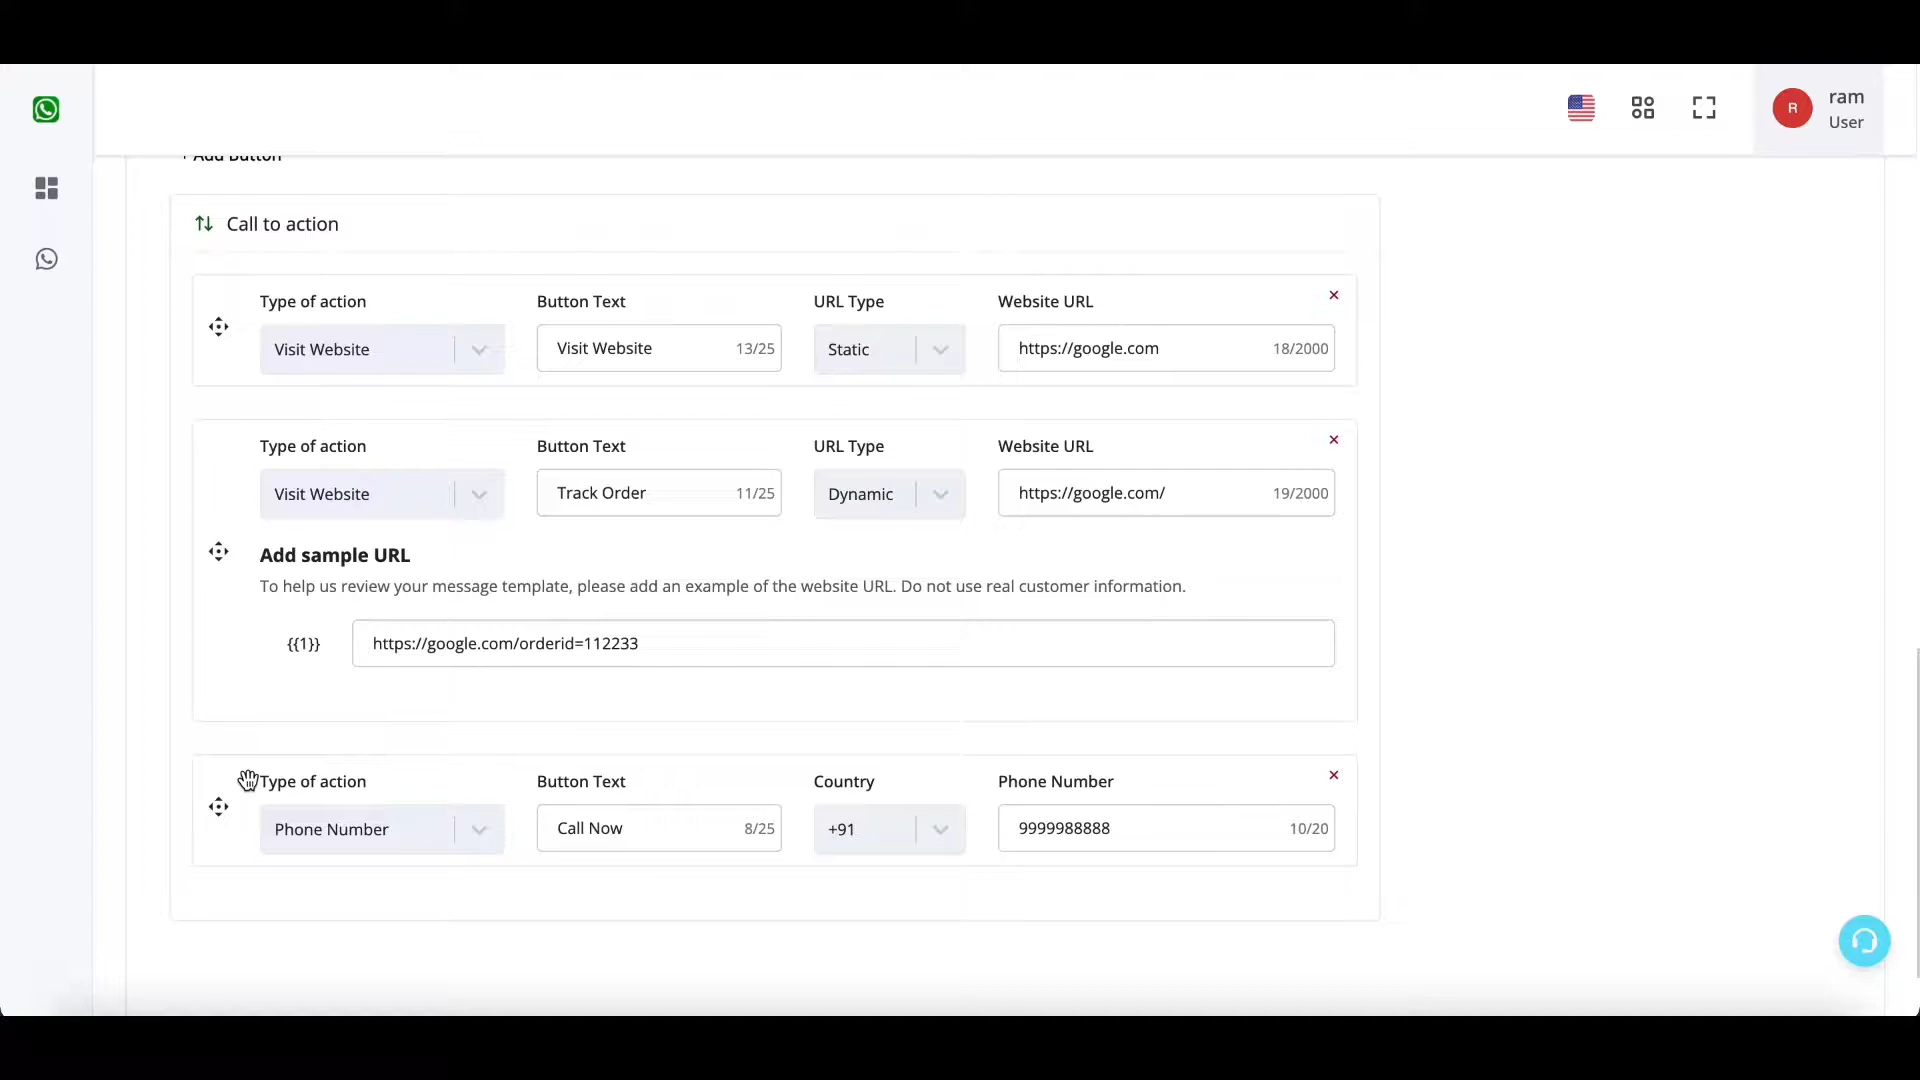 ram
R
User
+ Add Button
Call to action
Type of action Button Text URL Type Website URL
Visit Website Visit Website 13/25 Static https://google.com 18/2000
Type of action Button Text URL Type Website URL
Visit Website Track Order 11/25 Dynamic https://google.com/ 19/2000
Add sample URL
To help us review your message template, please add an example of the website URL. Do not use real customer information.
{{1}} https://google.com/orderid=112233
Type of action Button Text Country Phone Number
Phone Number Call Now 8/25 +91 9999988888 10/20